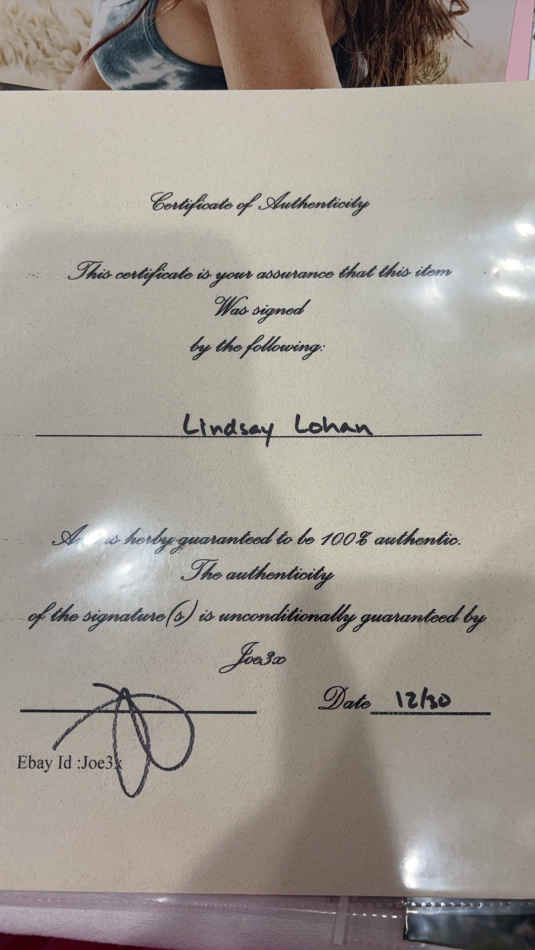 Certificate of Authenticity
This certificate is your assurance that this item
Was signed
by the following:
Lindsay Lohan
is herby guaranteed to be 100% authentic.
The authenticity
of the signature(s) is unconditionally guaranteed by
Joe3x
Date 12/30
Ebay Id :Joe3x